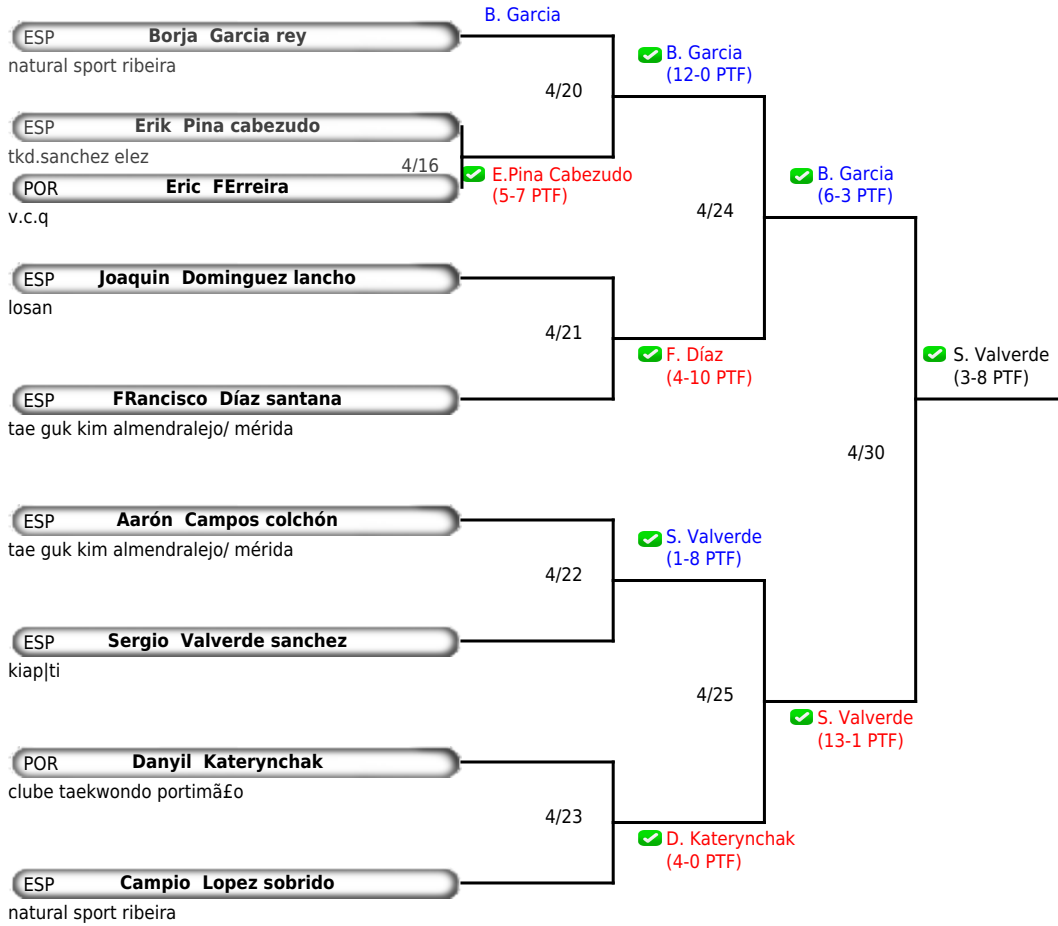 B. Garcia
ESP Borja Garcia rey
natural sport ribeira
B. Garcia
(12-0 PTF)
4/20
ESP Erik Pina cabezudo
tkd.sanchez elez
4/16
E.Pina Cabezudo
(5-7 PTF)
POR Eric FErreira
v.c.q
B. Garcia
(6-3 PTF)
4/24
ESP Joaquin Dominguez lancho
losan
4/21
F. Díaz
(4-10 PTF)
S. Valverde
(3-8 PTF)
ESP FRancisco Díaz santana
tae guk kim almendralejo/ mérida
4/30
ESP Aarón Campos colchón
tae guk kim almendralejo/ mérida
S. Valverde
(1-8 PTF)
4/22
ESP Sergio Valverde sanchez
kiap|ti
4/25
S. Valverde
(13-1 PTF)
POR Danyil Katerynchak
clube taekwondo portimã£o
4/23
D. Katerynchak
(4-0 PTF)
ESP Campio Lopez sobrido
natural sport ribeira